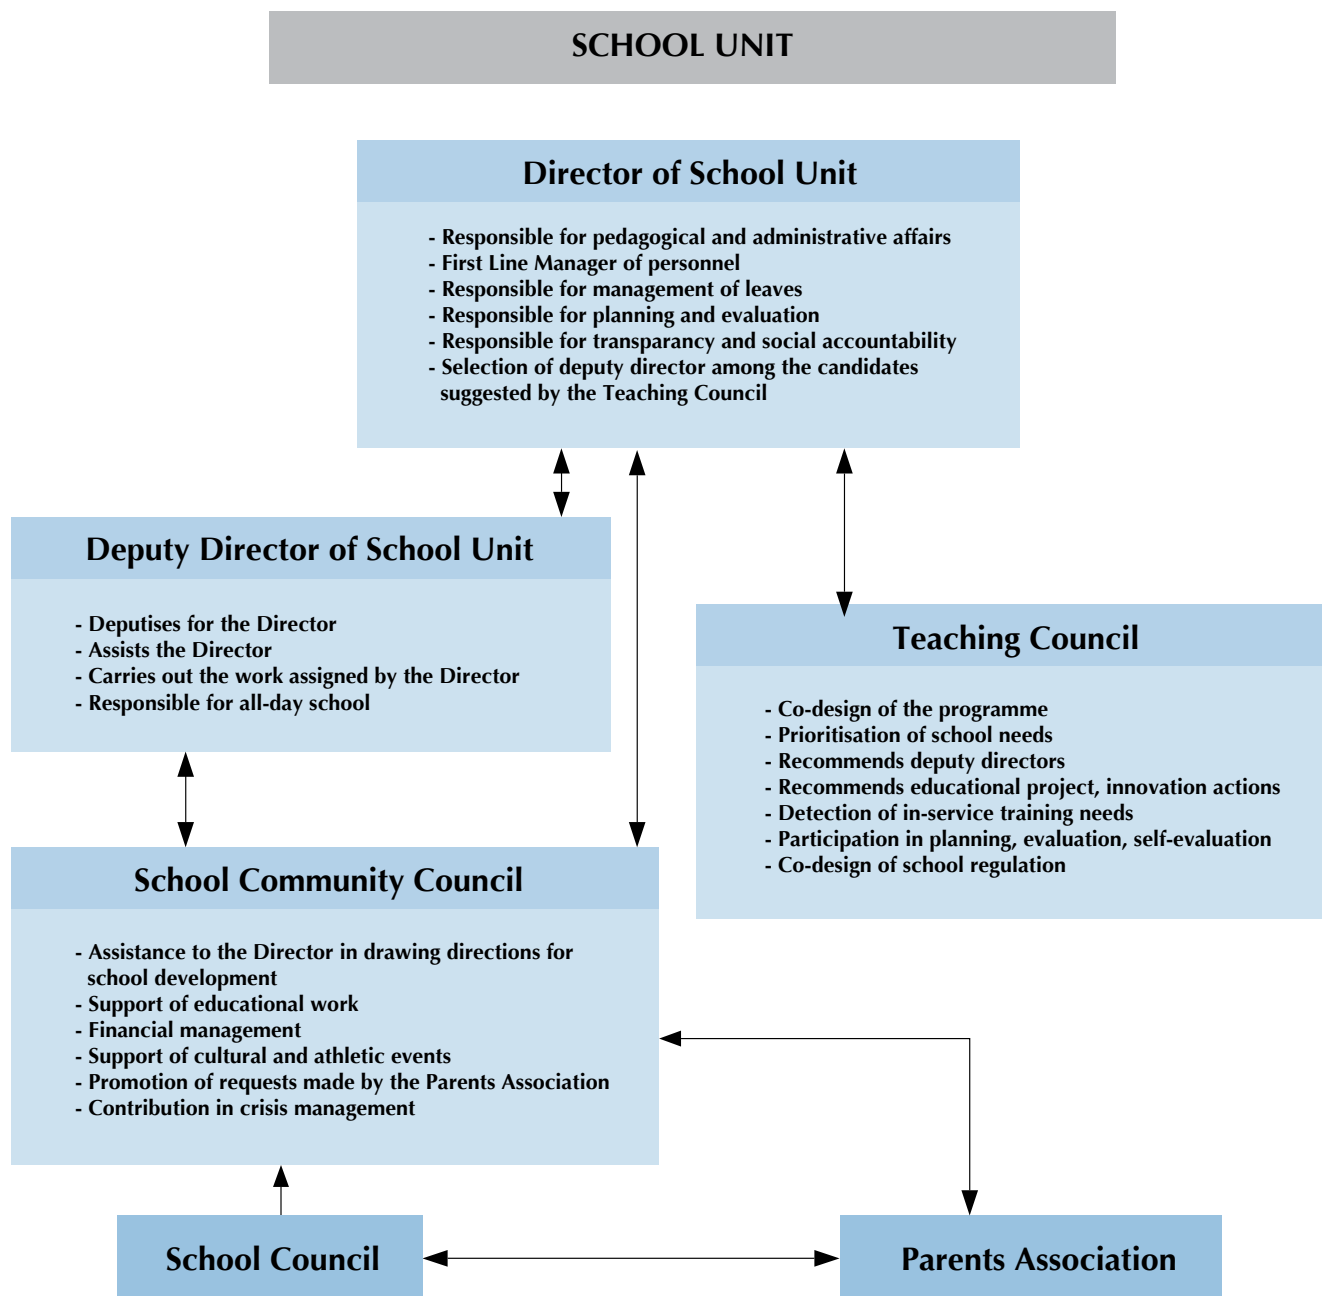 SCHOOL UNIT
Director of School Unit
- Responsible for pedagogical and administrative affairs
- First Line Manager of personnel
- Responsible for management of leaves
- Responsible for planning and evaluation
- Responsible for transparancy and social accountability
- Selection of deputy director among the candidates
suggested by the Teaching Council
Deputy Director of School Unit
- Deputises for the Director
- Assists the Director
- Carries out the work assigned by the Director
- Responsible for all-day school
Teaching Council
- Co-design of the programme
- Prioritisation of school needs
- Recommends deputy directors
- Recommends educational project, innovation actions
- Detection of in-service training needs
- Participation in planning, evaluation, self-evaluation
- Co-design of school regulation
School Community Council
- Assistance to the Director in drawing directions for
school development
- Support of educational work
- Financial management
- Support of cultural and athletic events
- Promotion of requests made by the Parents Association
- Contribution in crisis management
School Council
Parents Association